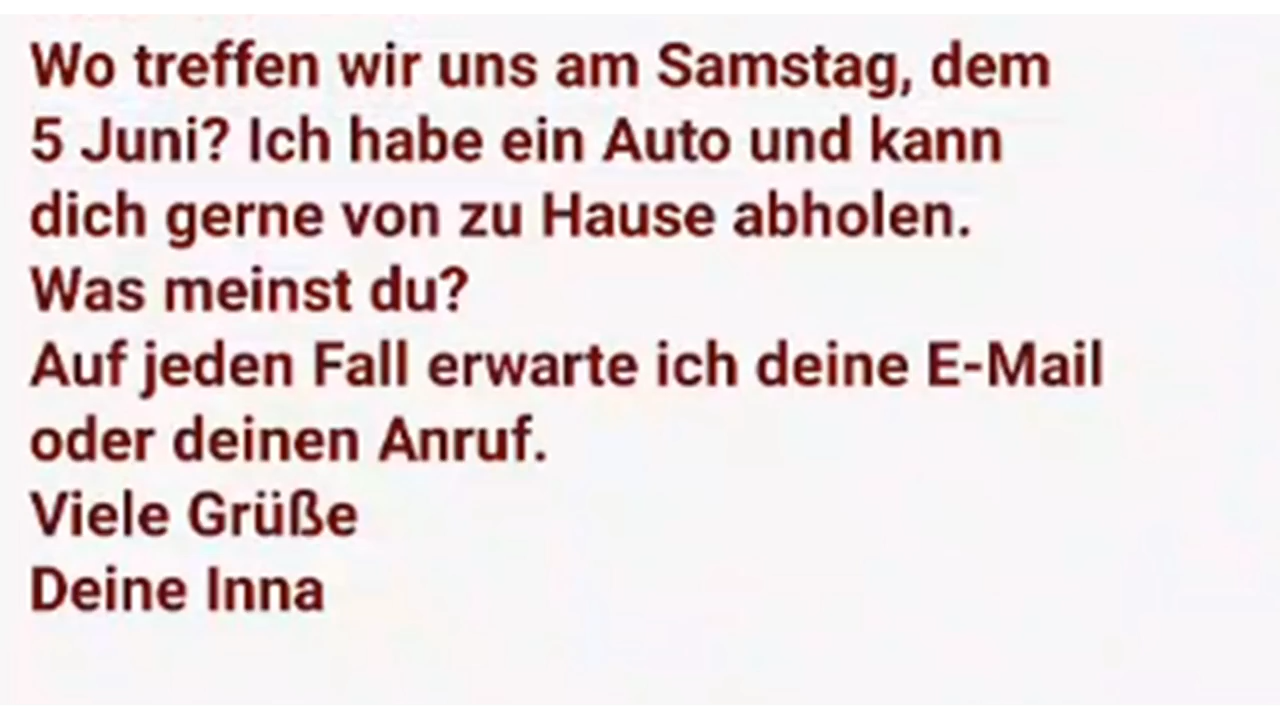 Wo treffen wir uns am Samstag, dem
5 Juni? Ich habe ein Auto und kann
dich gerne von zu Hause abholen.
Was meinst du?
Auf jeden Fall erwarte ich deine E-Mail
oder deinen Anruf.
Viele Grüße
Deine Inna